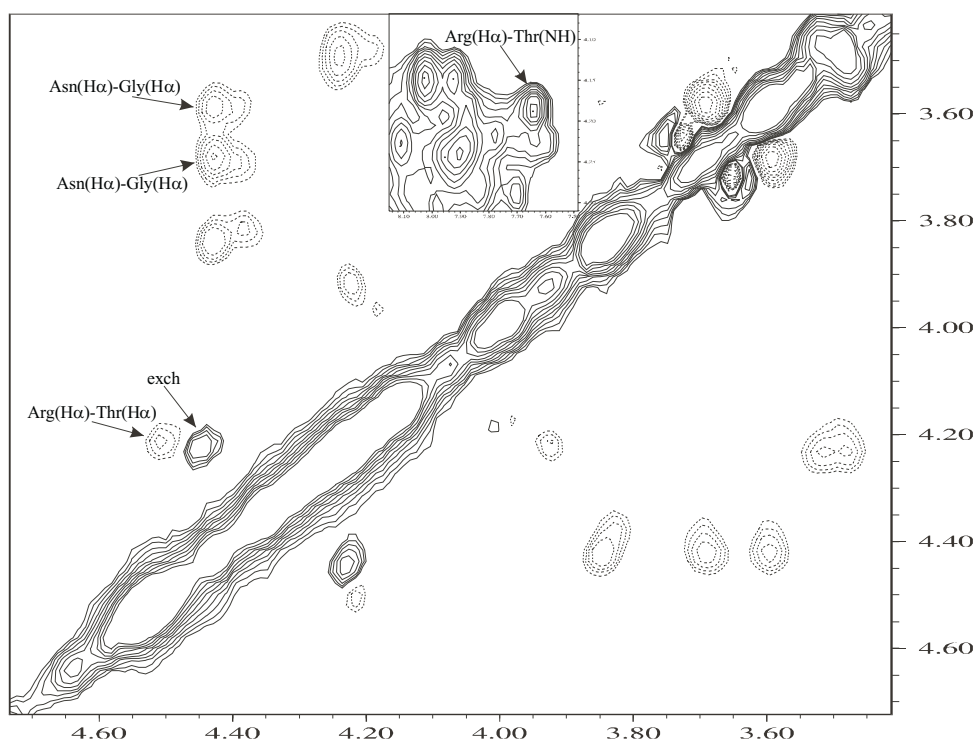 Arg(Hα)-Thr(NH)
Asn(Hα)-Gly(Hα)
Asn(Hα)-Gly(Hα)
exch
Arg(Hα)-Thr(Hα)
3.60
3.80
4.00
4.20
4.40
4.60
4.60 4.40 4.20 4.00 3.80 3.60